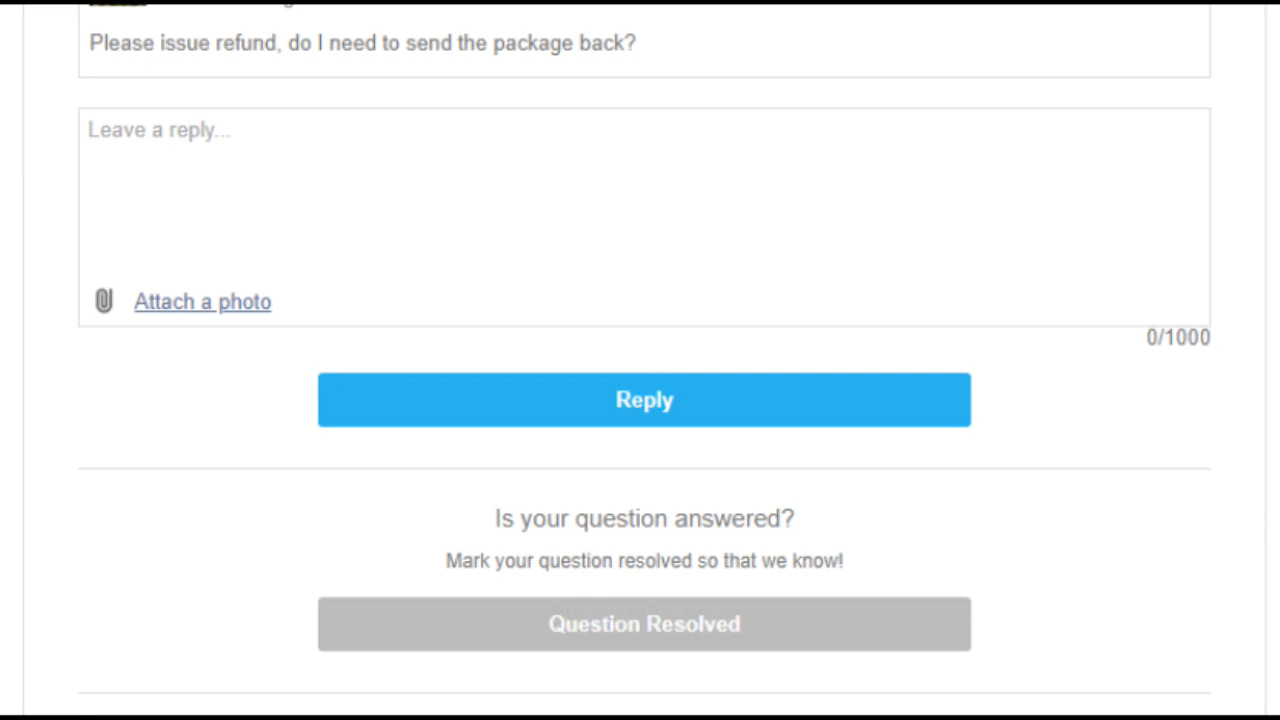 Please issue refund, do I need to send the package back?
Leave a reply...
Attach a photo
0/1000
Reply
Is your question answered?
Mark your question resolved so that we know!
Question Resolved